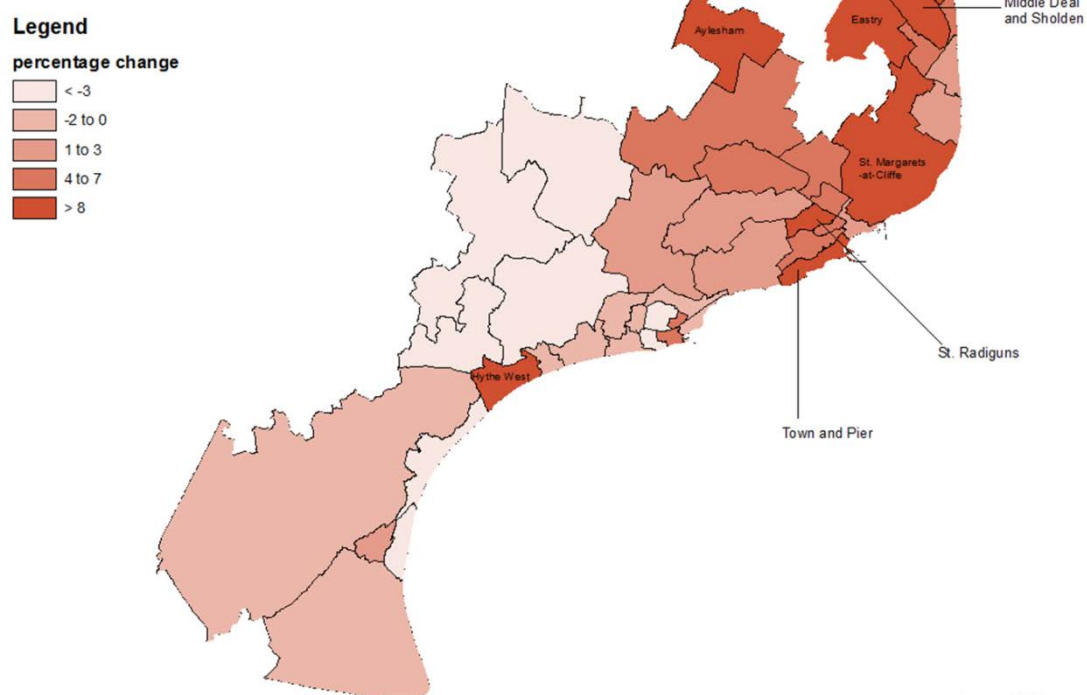 Middle Deal
and Sholden
Legend
Eastry
Aylesham
percentage change
< -3
-2 to 0
1 to 3
4 to 7
> 8
St. Margarets
-at-Cliffe
St. Radiguns
Hythe West
Town and Pier